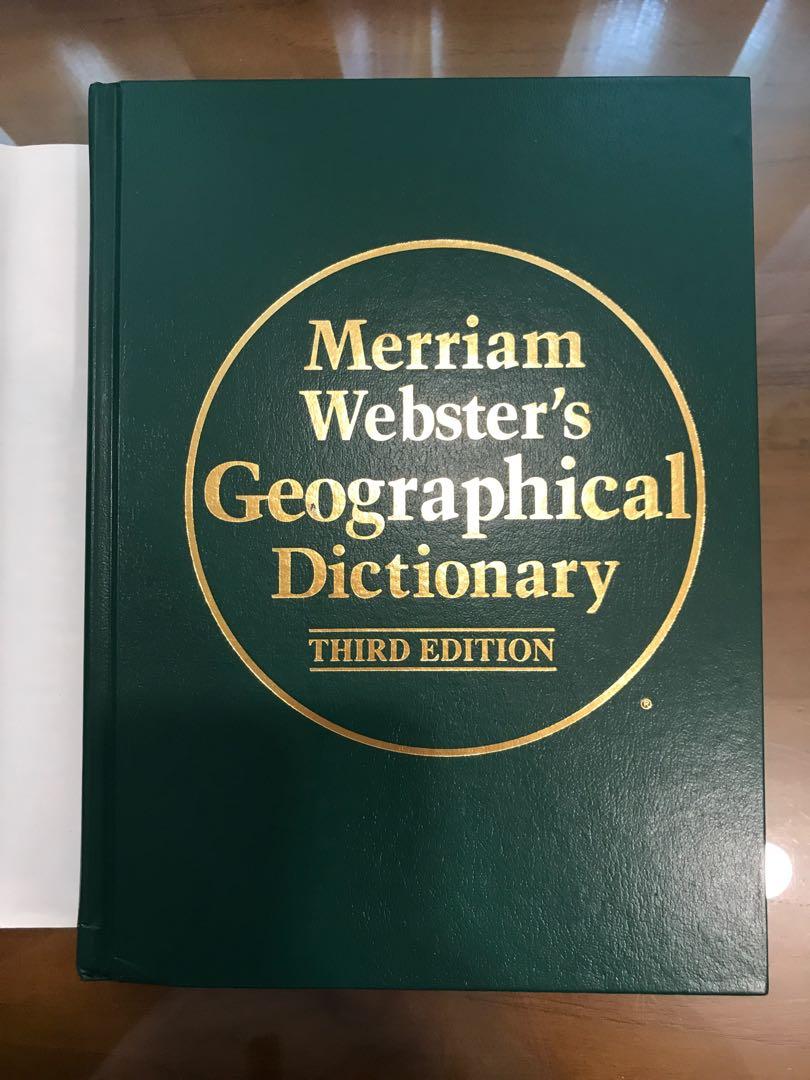 Merriam
Webster's
Geographical
Dictionary
THIRD EDITION
®